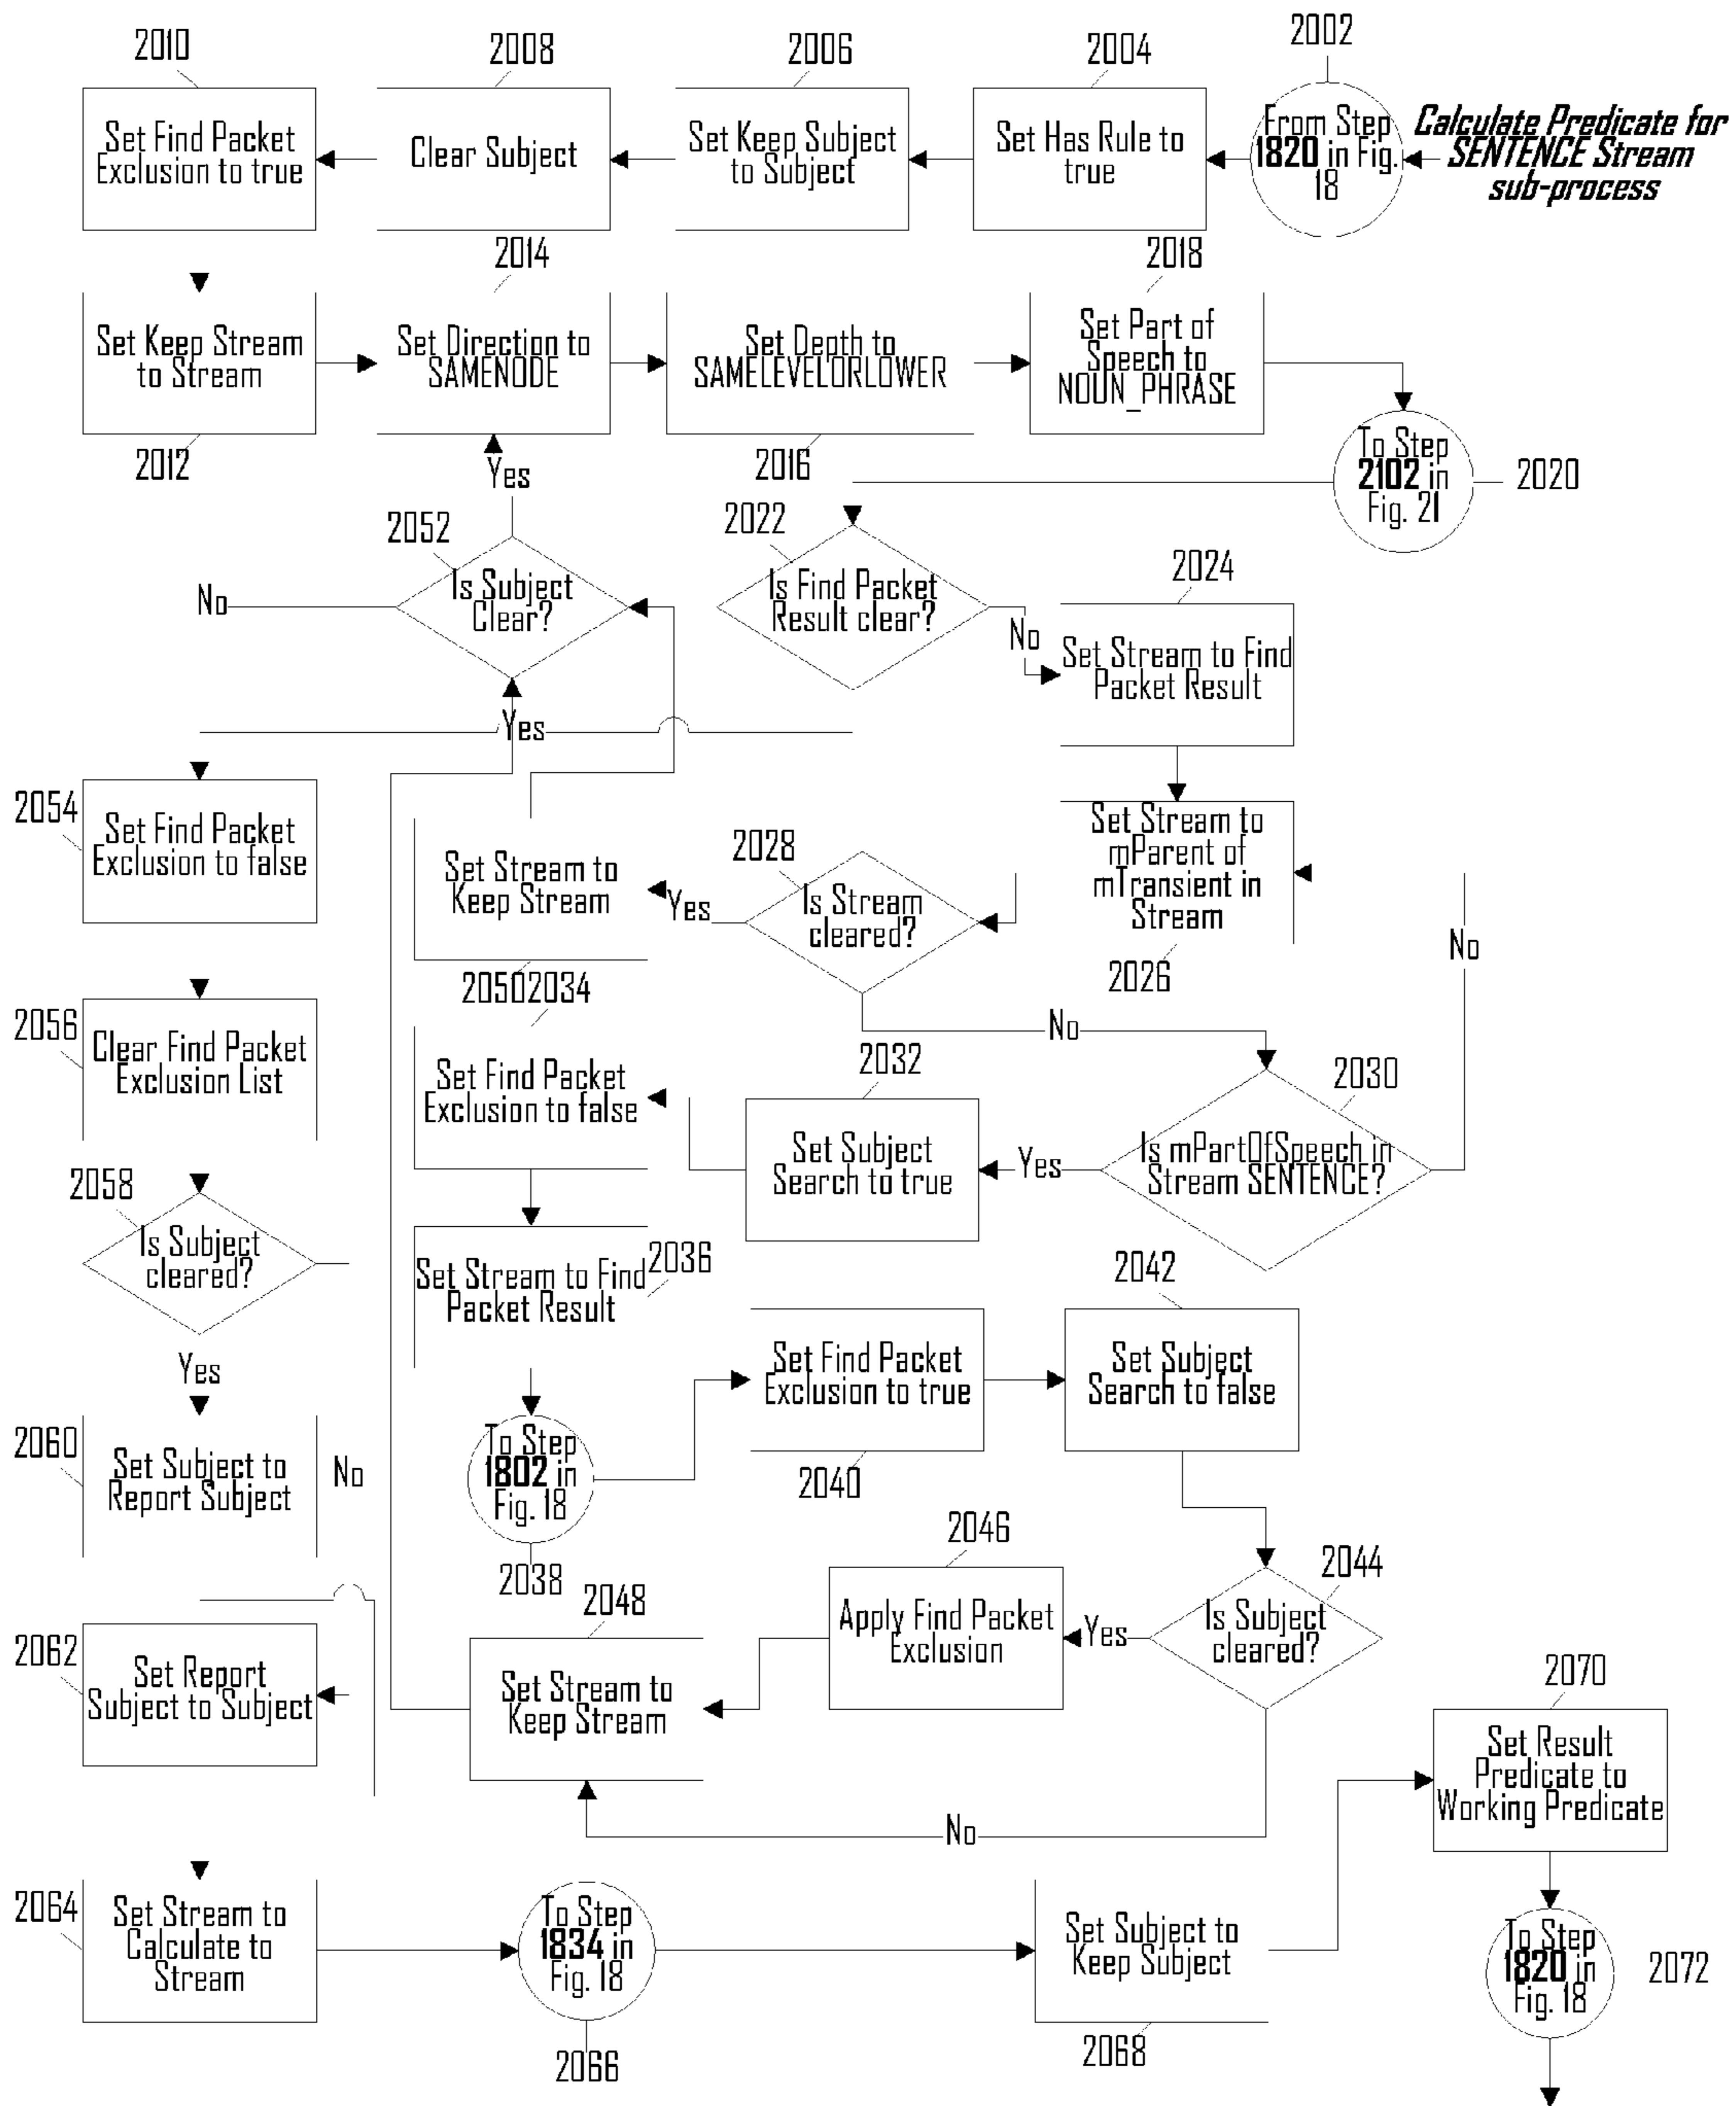 2010
2008
2006
2004
2002
Set Find Packet
Exclusion to true
Clear Subject
Set Keep Subject
to Subject
Set Has Rule to
true
From Step
1820 in Fig.
18
Calculate Predicate for
SENTENCE Stream
sub-process
2014
2018
Set Keep Stream
to Stream
Set Direction to
SAMENODE
Set Depth to
SAMELEVELORLOWER
Set Part of
Speech to
NOUN_PHRASE
2012
Yes
2016
To Step
2102 in
Fig. 21
2020
2052
2022
2024
No
Is Subject
Clear?
Is Find Packet
Result clear?
No
Set Stream to Find
Packet Result
Yes
2054
Set Find Packet
Exclusion to false
Set Stream to
Keep Stream
Yes
2028
Is Stream
cleared?
Set Stream to
mParent of
mTransient in
Stream
No
2026
2050
2034
2056
Clear Find Packet
Exclusion List
Set Find Packet
Exclusion to false
2032
No
2030
Set Subject
Search to true
Yes
Is mPartOfSpeech in
Stream SENTENCE?
2058
Is Subject
cleared?
Set Stream to Find
Packet Result
2036
2042
Yes
Set Find Packet
Exclusion to true
Set Subject
Search to false
2060
Set Subject to
Report Subject
No
To Step
1802 in
Fig. 18
2038
2040
2046
2044
2048
Apply Find Packet
Exclusion
Yes
Is Subject
cleared?
2062
Set Report
Subject to Subject
Set Stream to
Keep Stream
2070
Set Result
Predicate to
Working Predicate
No
2064
Set Stream to
Calculate to
Stream
To Step
1834 in
Fig. 18
Set Subject to
Keep Subject
To Step
1820 in
Fig. 18
2072
2066
2068